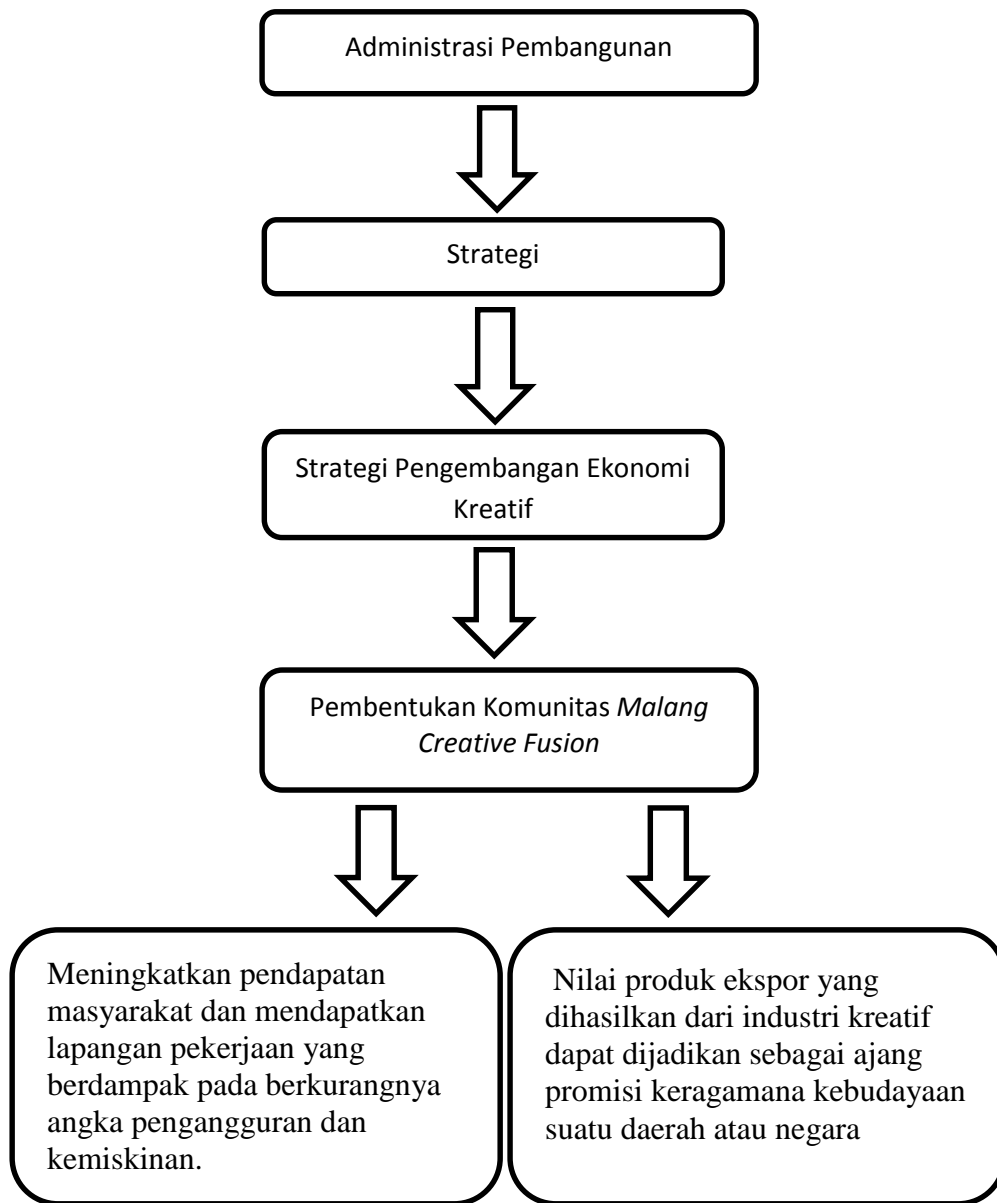 Administrasi Pembangunan
Strategi
Strategi Pengembangan Ekonomi
Kreatif
Pembentukan Komunitas Malang
Creative Fusion
Meningkatkan pendapatan
masyarakat dan mendapatkan
lapangan pekerjaan yang
berdampak pada berkurangnya
angka pengangguran dan
kemiskinan.
Nilai produk ekspor yang
dihasilkan dari industri kreatif
dapat dijadikan sebagai ajang
promisi keragamana kebudayaan
suatu daerah atau negara